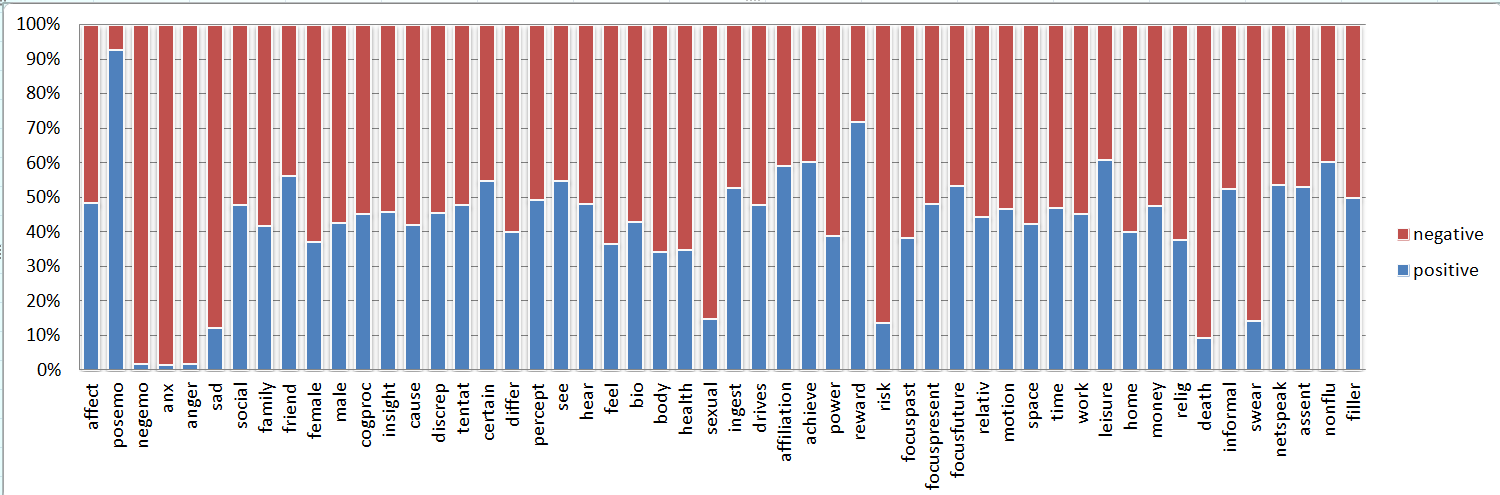 100%
90%
80%
70%
60%
50%
40%
30%
20%
10%
0%
affect
posemo
negemo
anx
anger
sad
social
family
friend
female
male
cogproc
insight
cause
discrep
tentat
certain
differ
percept
see
hear
feel
bio
body
health
sexual
ingest
drives
affiliation
achieve
power
reward
risk
focuspast
focuspresent
focusfuture
relativ
motion
space
time
work
leisure
home
money
relig
death
informal
swear
netspeak
assent
nonflu
filler
negative
positive